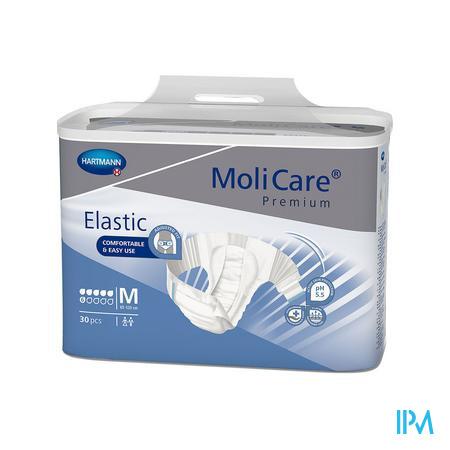 HARTMANN
MoliCare®
Premium
Elastic
COMFORTABLE
& EASY USE
pH
5.5
M
30 pcs
IPM